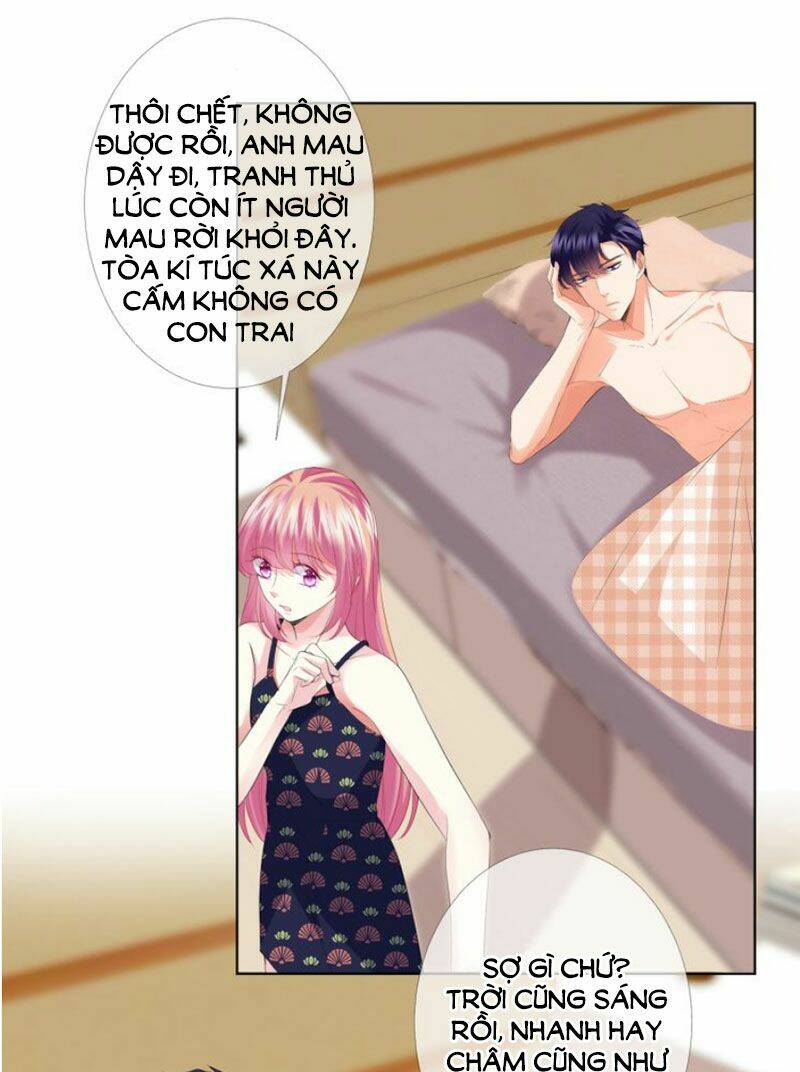 THÔI CHẾT, KHÔNG
ĐƯỢC RỒI, ANH MAU
DẬY ĐI, TRANH THỦ
LÚC CÒN ÍT NGƯỜI
MAU RỜI KHỎI ĐÂY.
TÒA KÍ TÚC XÁ NÀY
CẤM KHÔNG CÓ
CON TRAI
SỢ GÌ CHỨ?
TRỜI CŨNG SÁNG
RỒI, NHANH HAY
CHÂM CŨNG NHƯ